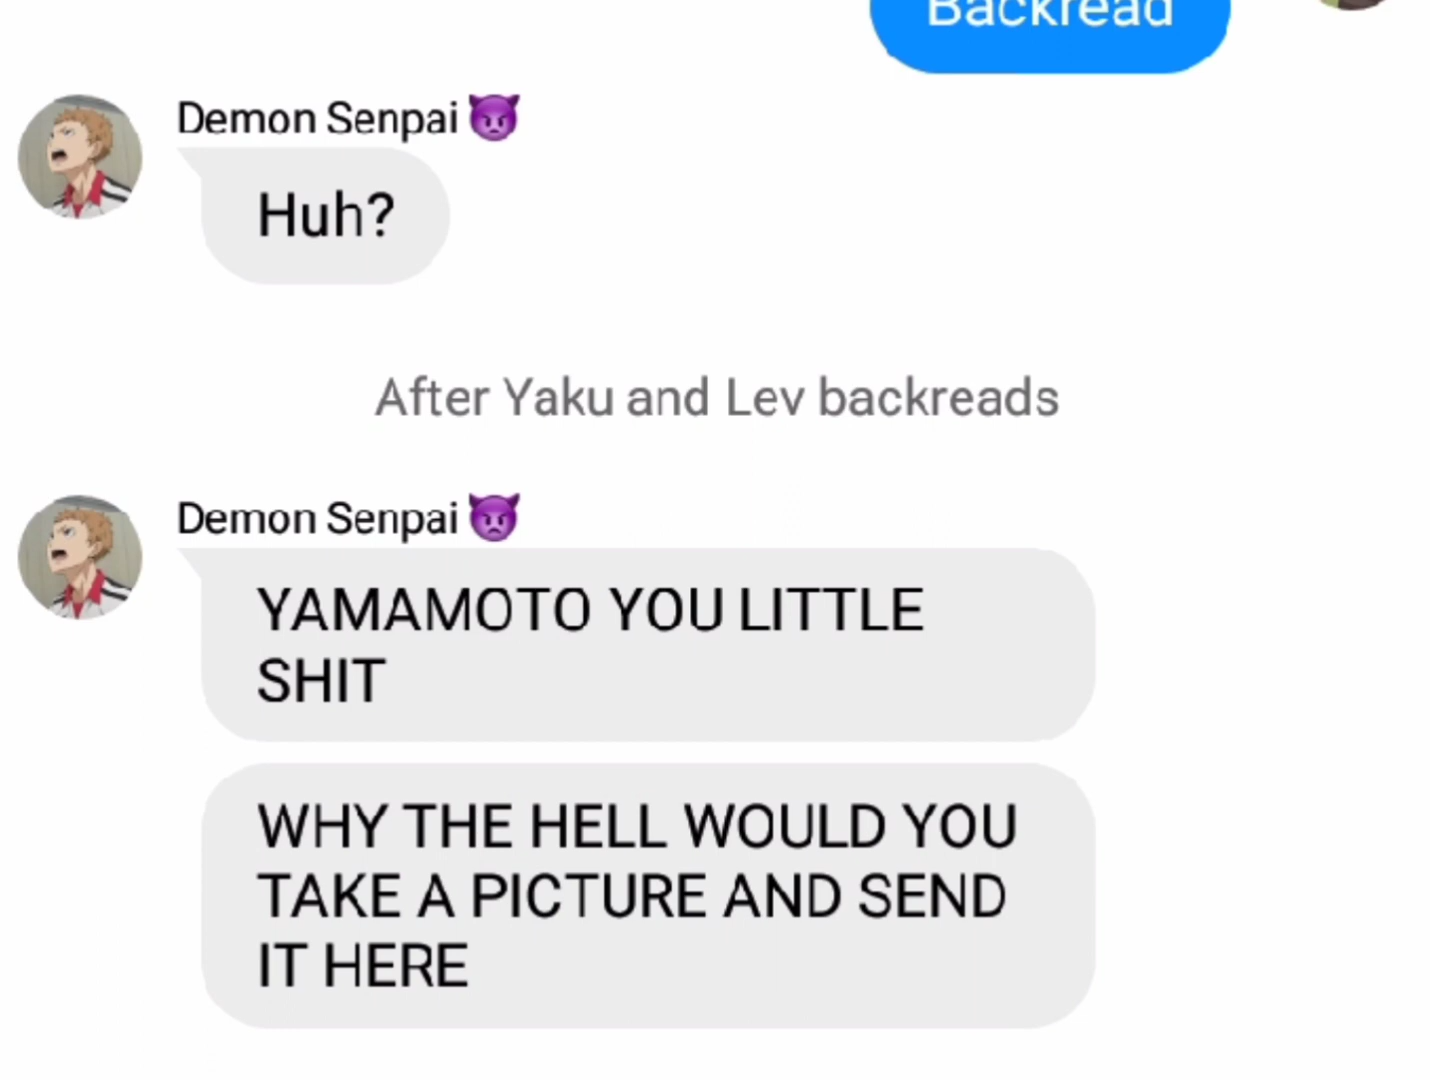 Backread
Demon Senpai 👿
Huh?
After Yaku and Lev backreads
Demon Senpai 👿
YAMAMOTO YOU LITTLE
SHIT
WHY THE HELL WOULD YOU
TAKE A PICTURE AND SEND
IT HERE